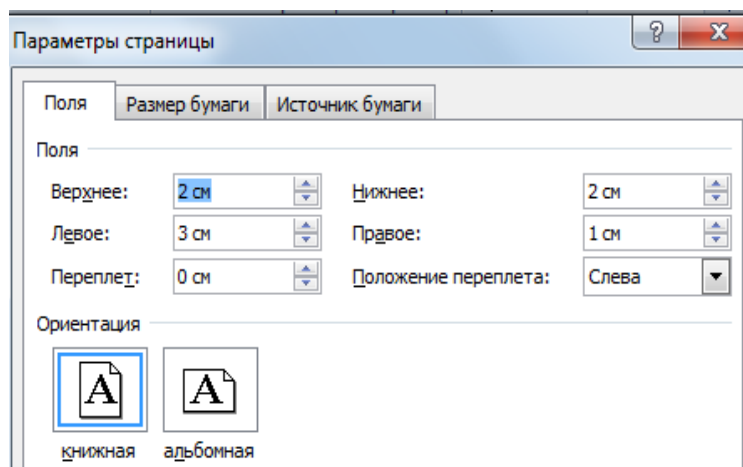 Параметры страницы
Поля Размер бумаги Источник бумаги
Поля
Верхнее: 2 см Нижнее: 2 см
Левое: 3 см Правое: 1 см
Переплет: 0 см Положение переплета: Слева
Ориентация
A A
книжная альбомная